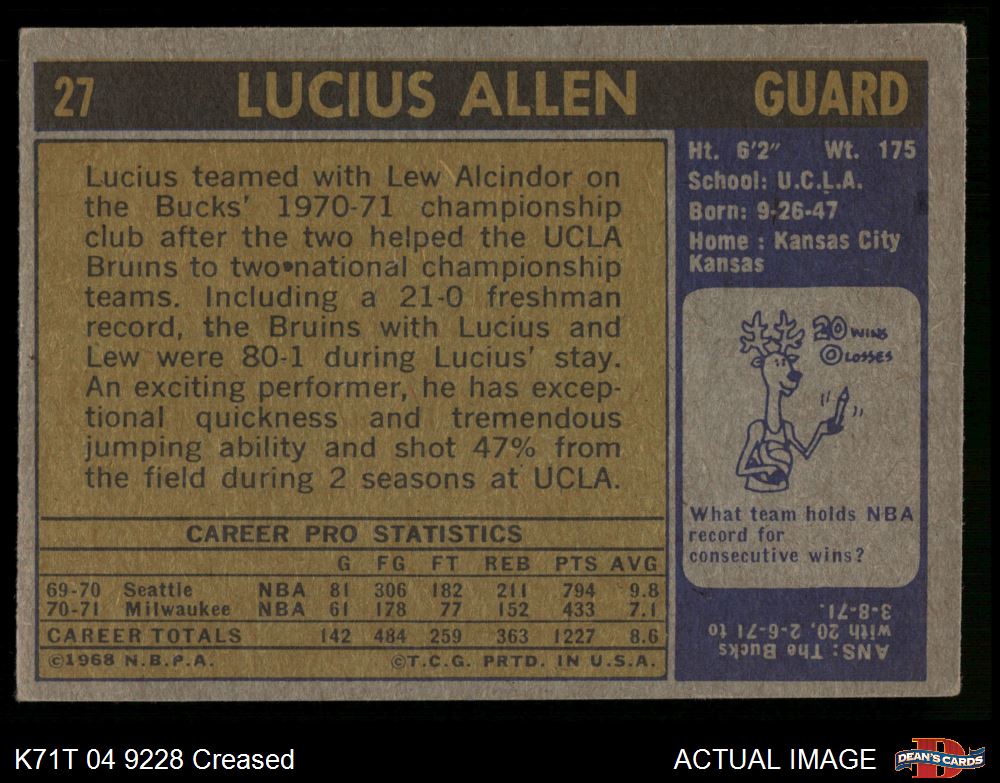 27 LUCIUS ALLEN GUARD
Lucius teamed with Lew Alcindor on
the Bucks' 1970-71 championship
club after the two helped the UCLA
Bruins to two national championship
teams. Including a 21-0 freshman
record, the Bruins with Lucius and
Lew were 80-1 during Lucius' stay.
An exciting performer, he has excep-
tional quickness and tremendous
jumping ability and shot 47% from
the field during 2 seasons at UCLA.
CAREER PRO STATISTICS
G FG FT REB PTS AVG
69-70 Seattle NBA 81 306 182 211 794 9.8
70-71 Milwaukee NBA 61 178 77 152 433 7.1
CAREER TOTALS 142 484 259 363 1227 8.6
©1968 N.B.P.A. ©T.C.G. PRTD. IN U.S.A.
Ht. 6'2" Wt. 175
School: U.C.L.A.
Born: 9-26-47
Home : Kansas City
Kansas
20 WINS
0 LOSSES
What team holds NBA
record for
consecutive wins?
ANS: The Bucks
with 20, 2-6-71 to
3-8-71.
K71T 04 9228 Creased ACTUAL IMAGE
D
DEAN'S CARDS